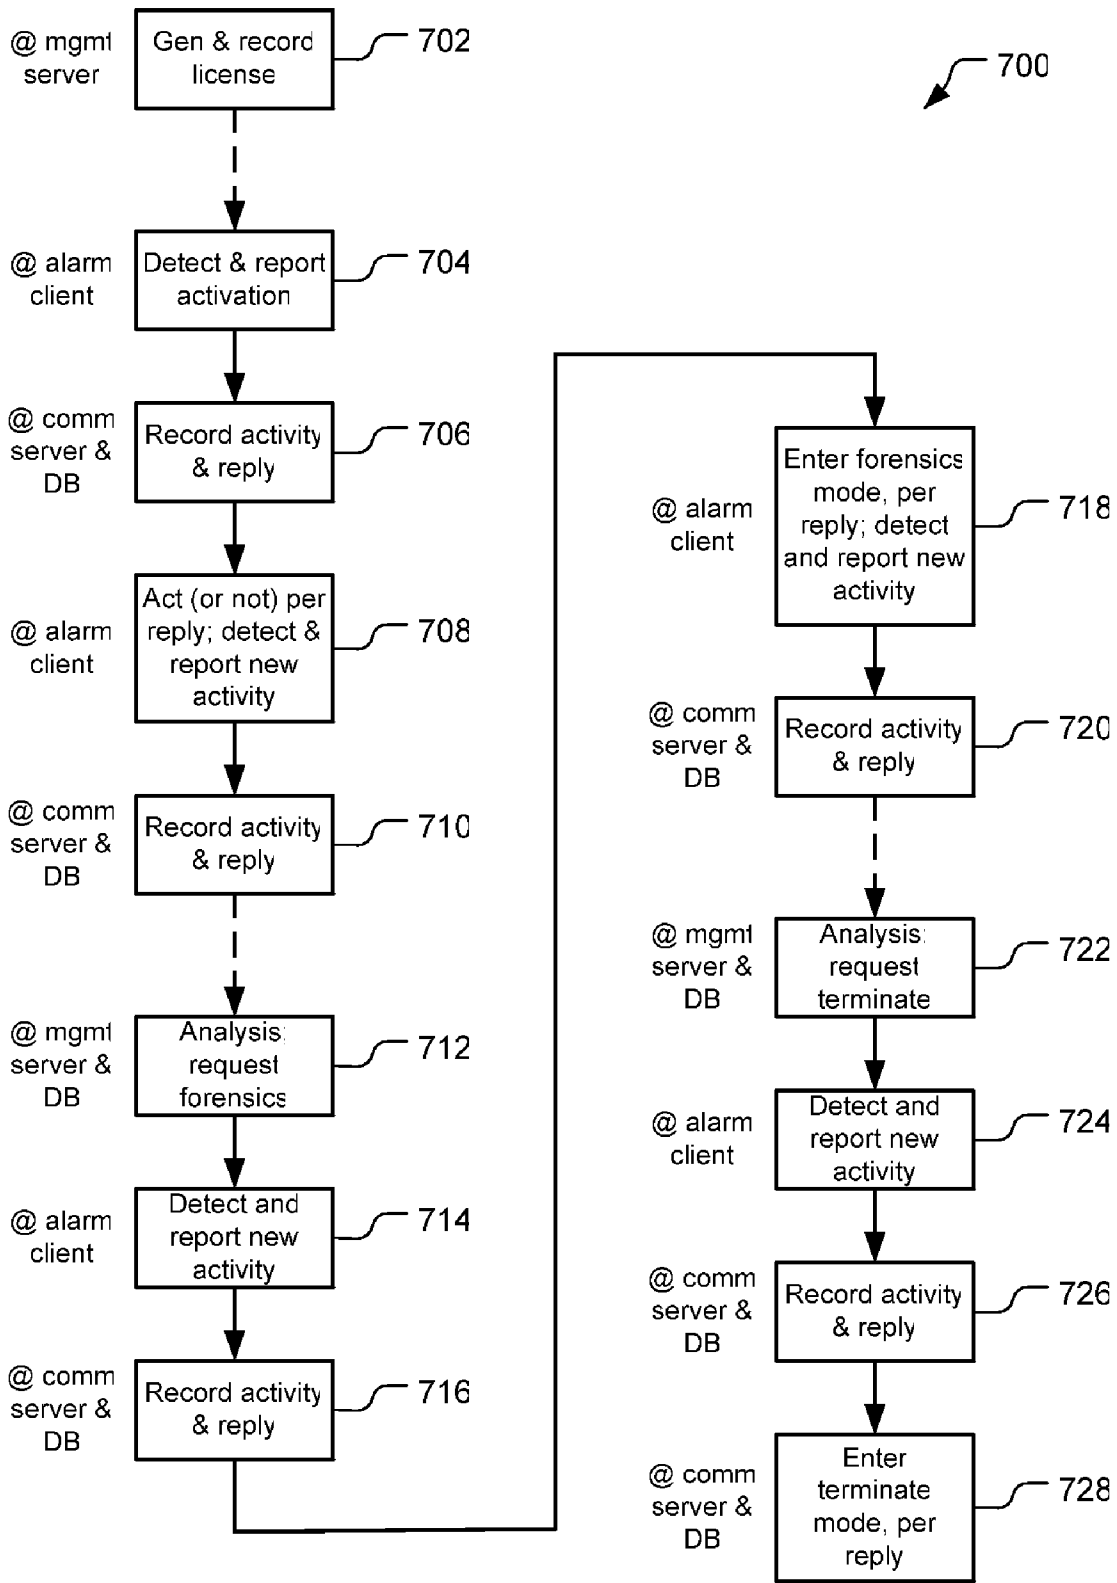 @ mgmt
server
Gen & record
license
702
700
@ alarm
client
Detect & report
activation
704
@ comm
server &
DB
Record activity
& reply
706
@ alarm
client
Act (or not) per
reply; detect &
report new
activity
708
@ comm
server &
DB
Record activity
& reply
710
@ mgmt
server &
DB
Analysis:
request
forensics
712
@ alarm
client
Detect and
report new
activity
714
@ comm
server &
DB
Record activity
& reply
716
@ alarm
client
Enter forensics
mode, per
reply; detect
and report new
activity
718
@ comm
server &
DB
Record activity
& reply
720
@ mgmt
server &
DB
Analysis:
request
terminate
722
@ alarm
client
Detect and
report new
activity
724
@ comm
server &
DB
Record activity
& reply
726
@ comm
server &
DB
Enter
terminate
mode, per
reply
728